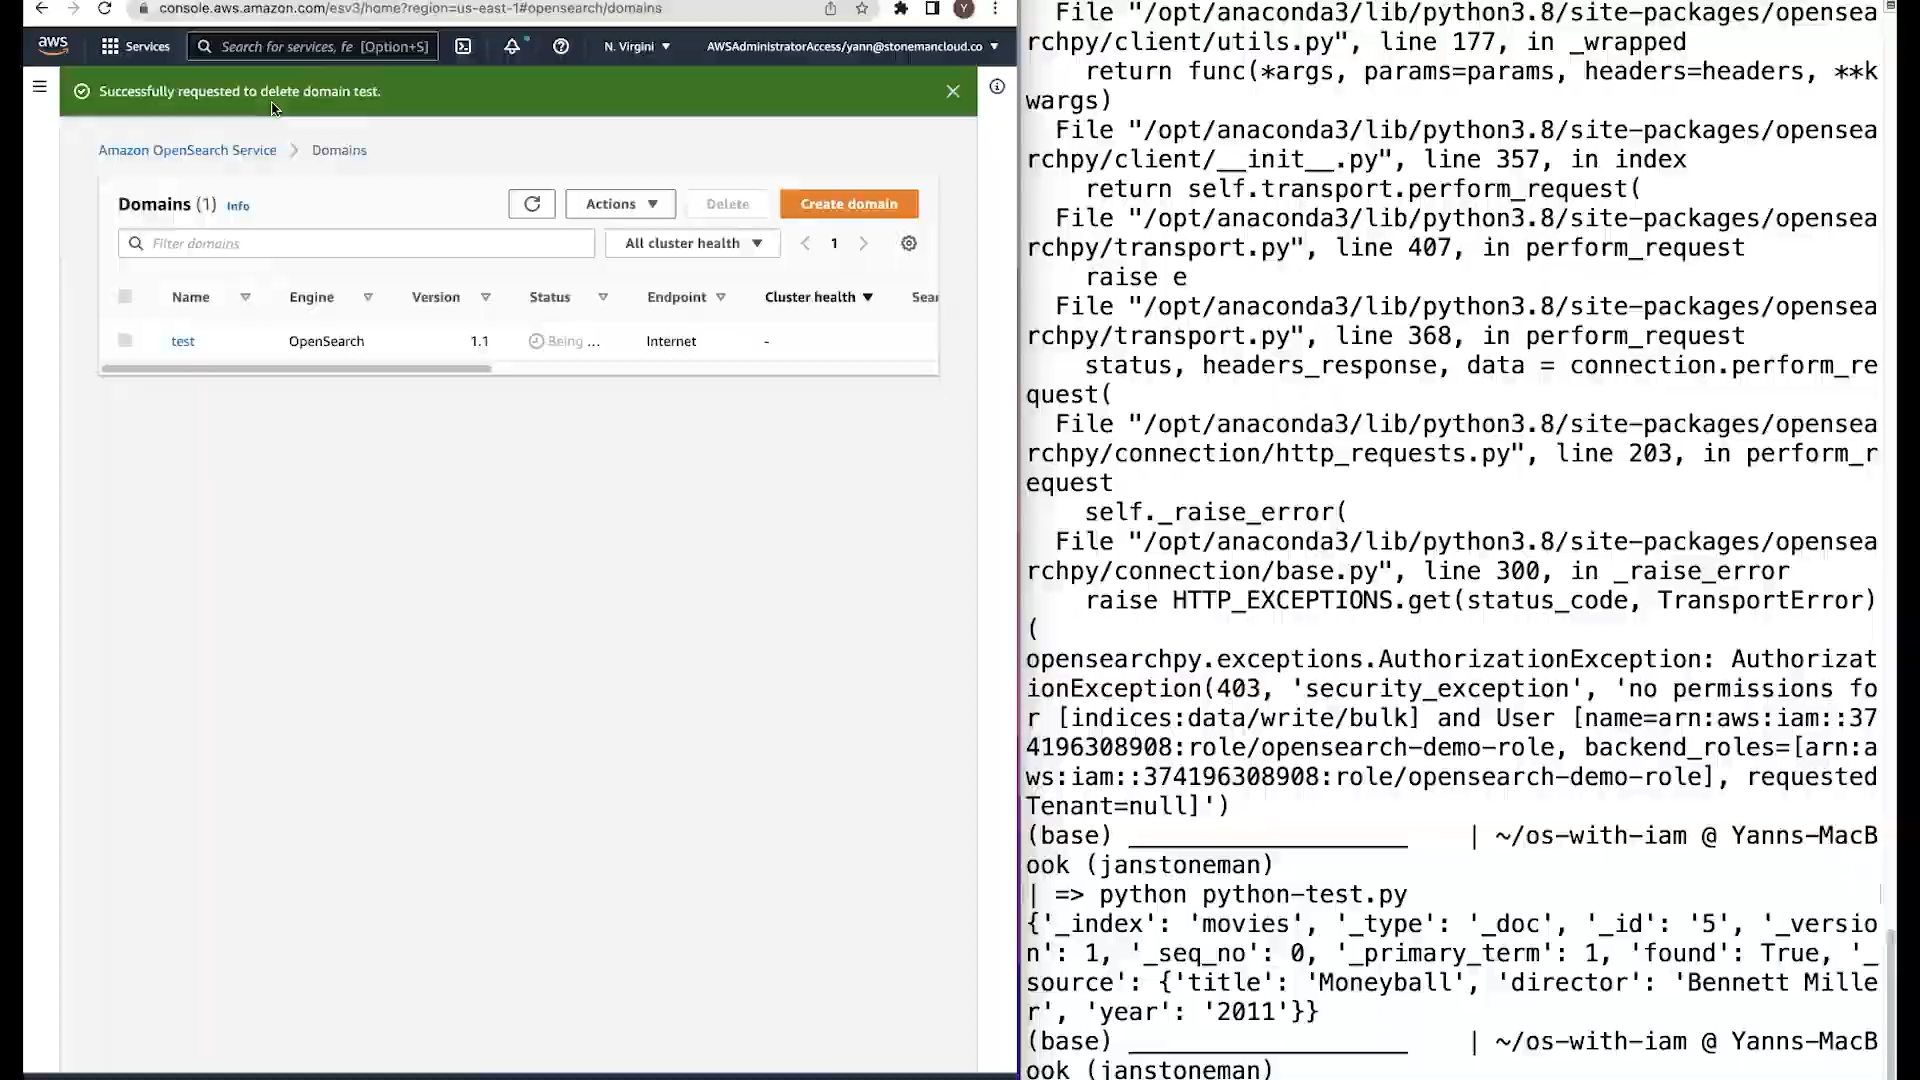 console.aws.amazon.com/esv3/home?region=us-east-1#opensearch/domains
Y
aws
Services
Search for services, fe [Option+S]
N. Virgini
AWSAdministratorAccess/yann@stonemancloud.co
Successfully requested to delete domain test.
Amazon OpenSearch Service
Domains
Domains (1)
Info
Actions
Delete
Create domain
Filter domains
All cluster health
1
Name
Engine
Version
Status
Endpoint
Cluster health
Sear
test
OpenSearch
1.1
Being ...
Internet
-
  File "/opt/anaconda3/lib/python3.8/site-packages/opensea
rchpy/client/utils.py", line 177, in _wrapped
    return func(*args, params=params, headers=headers, **k
wargs)
  File "/opt/anaconda3/lib/python3.8/site-packages/opensea
rchpy/client/__init__.py", line 357, in index
    return self.transport.perform_request(
  File "/opt/anaconda3/lib/python3.8/site-packages/opensea
rchpy/transport.py", line 407, in perform_request
    raise e
  File "/opt/anaconda3/lib/python3.8/site-packages/opensea
rchpy/transport.py", line 368, in perform_request
    status, headers_response, data = connection.perform_re
quest(
  File "/opt/anaconda3/lib/python3.8/site-packages/opensea
rchpy/connection/http_requests.py", line 203, in perform_r
equest
    self._raise_error(
  File "/opt/anaconda3/lib/python3.8/site-packages/opensea
rchpy/connection/base.py", line 300, in _raise_error
    raise HTTP_EXCEPTIONS.get(status_code, TransportError)
(
opensearchpy.exceptions.AuthorizationException: Authorizat
ionException(403, 'security_exception', 'no permissions fo
r [indices:data/write/bulk] and User [name=arn:aws:iam::37
4196308908:role/opensearch-demo-role, backend_roles=[arn:a
ws:iam::374196308908:role/opensearch-demo-role], requested
Tenant=null]')
(base) ___________________    | ~/os-with-iam @ Yanns-MacB
ook (janstoneman)
| => python python-test.py
{'_index': 'movies', '_type': '_doc', '_id': '5', '_versio
n': 1, '_seq_no': 0, '_primary_term': 1, 'found': True, '_
source': {'title': 'Moneyball', 'director': 'Bennett Mille
r', 'year': '2011'}}
(base) ___________________    | ~/os-with-iam @ Yanns-MacB
ook (janstoneman)